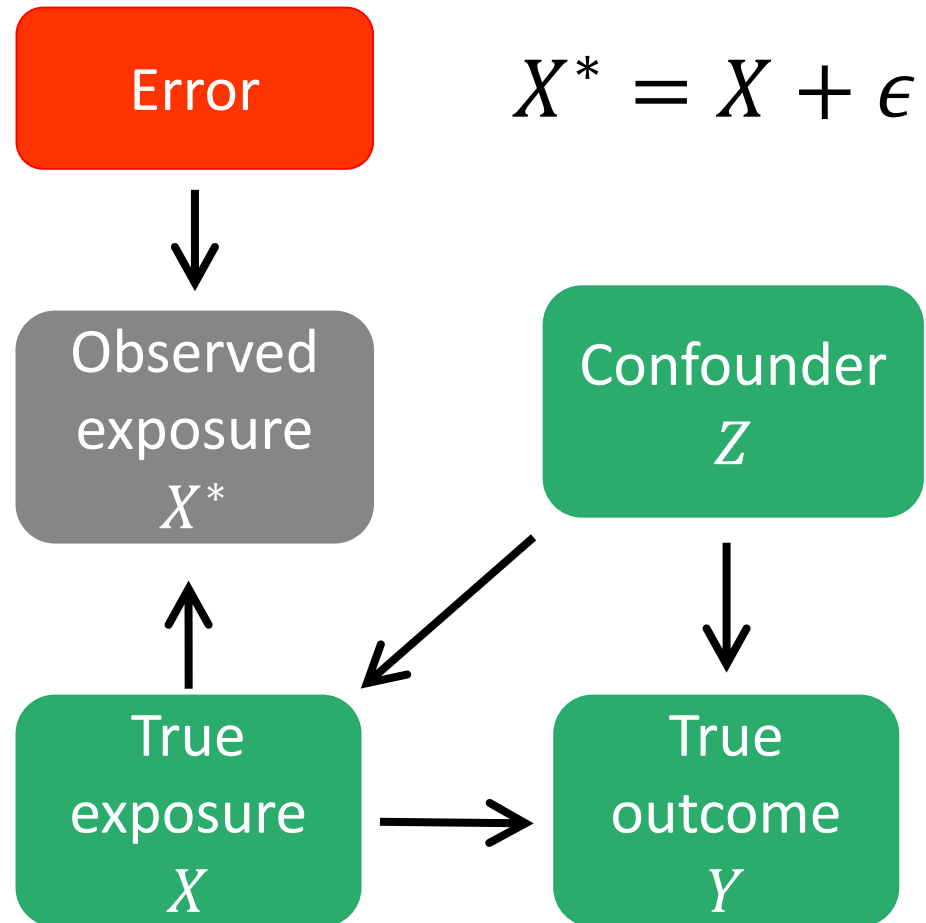 Error
X* = X + ϵ
Observed
exposure
X*
Confounder
Z
True
exposure
X
True
outcome
Y